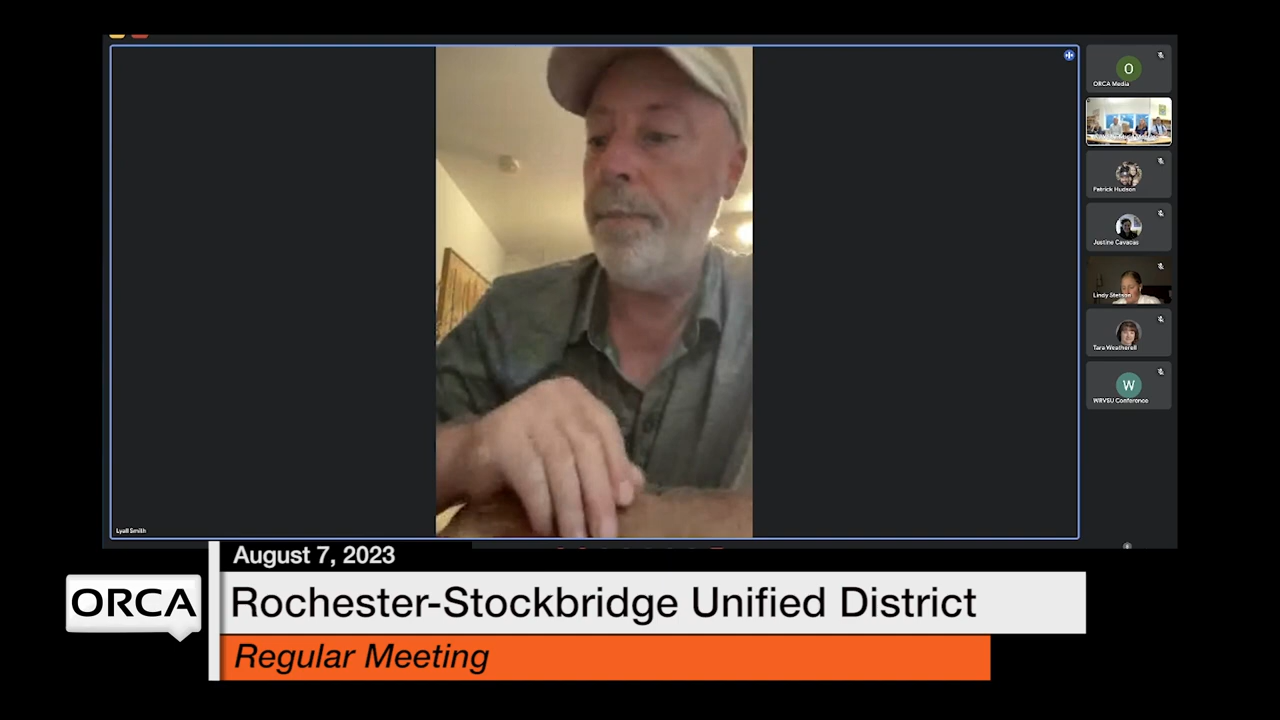 O
ORCA Media
Patrick Hudson
Justine Cavacas
Lindy Stetson
Tara Weatherell
W
WRVSU Conference
Lyall Smith
August 7, 2023
ORCA
Rochester-Stockbridge Unified District
Regular Meeting